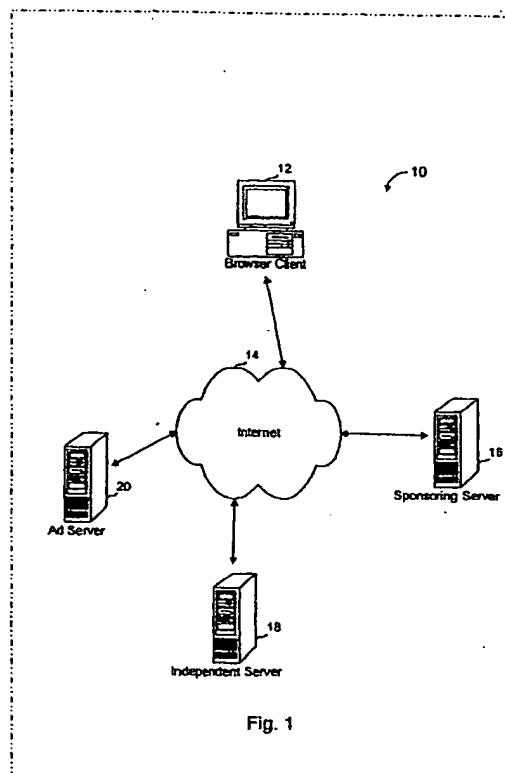 12
10
Browser Client
14
Internet
16
Sponsoring Server
20
Ad Server
18
Independent Server
Fig. 1